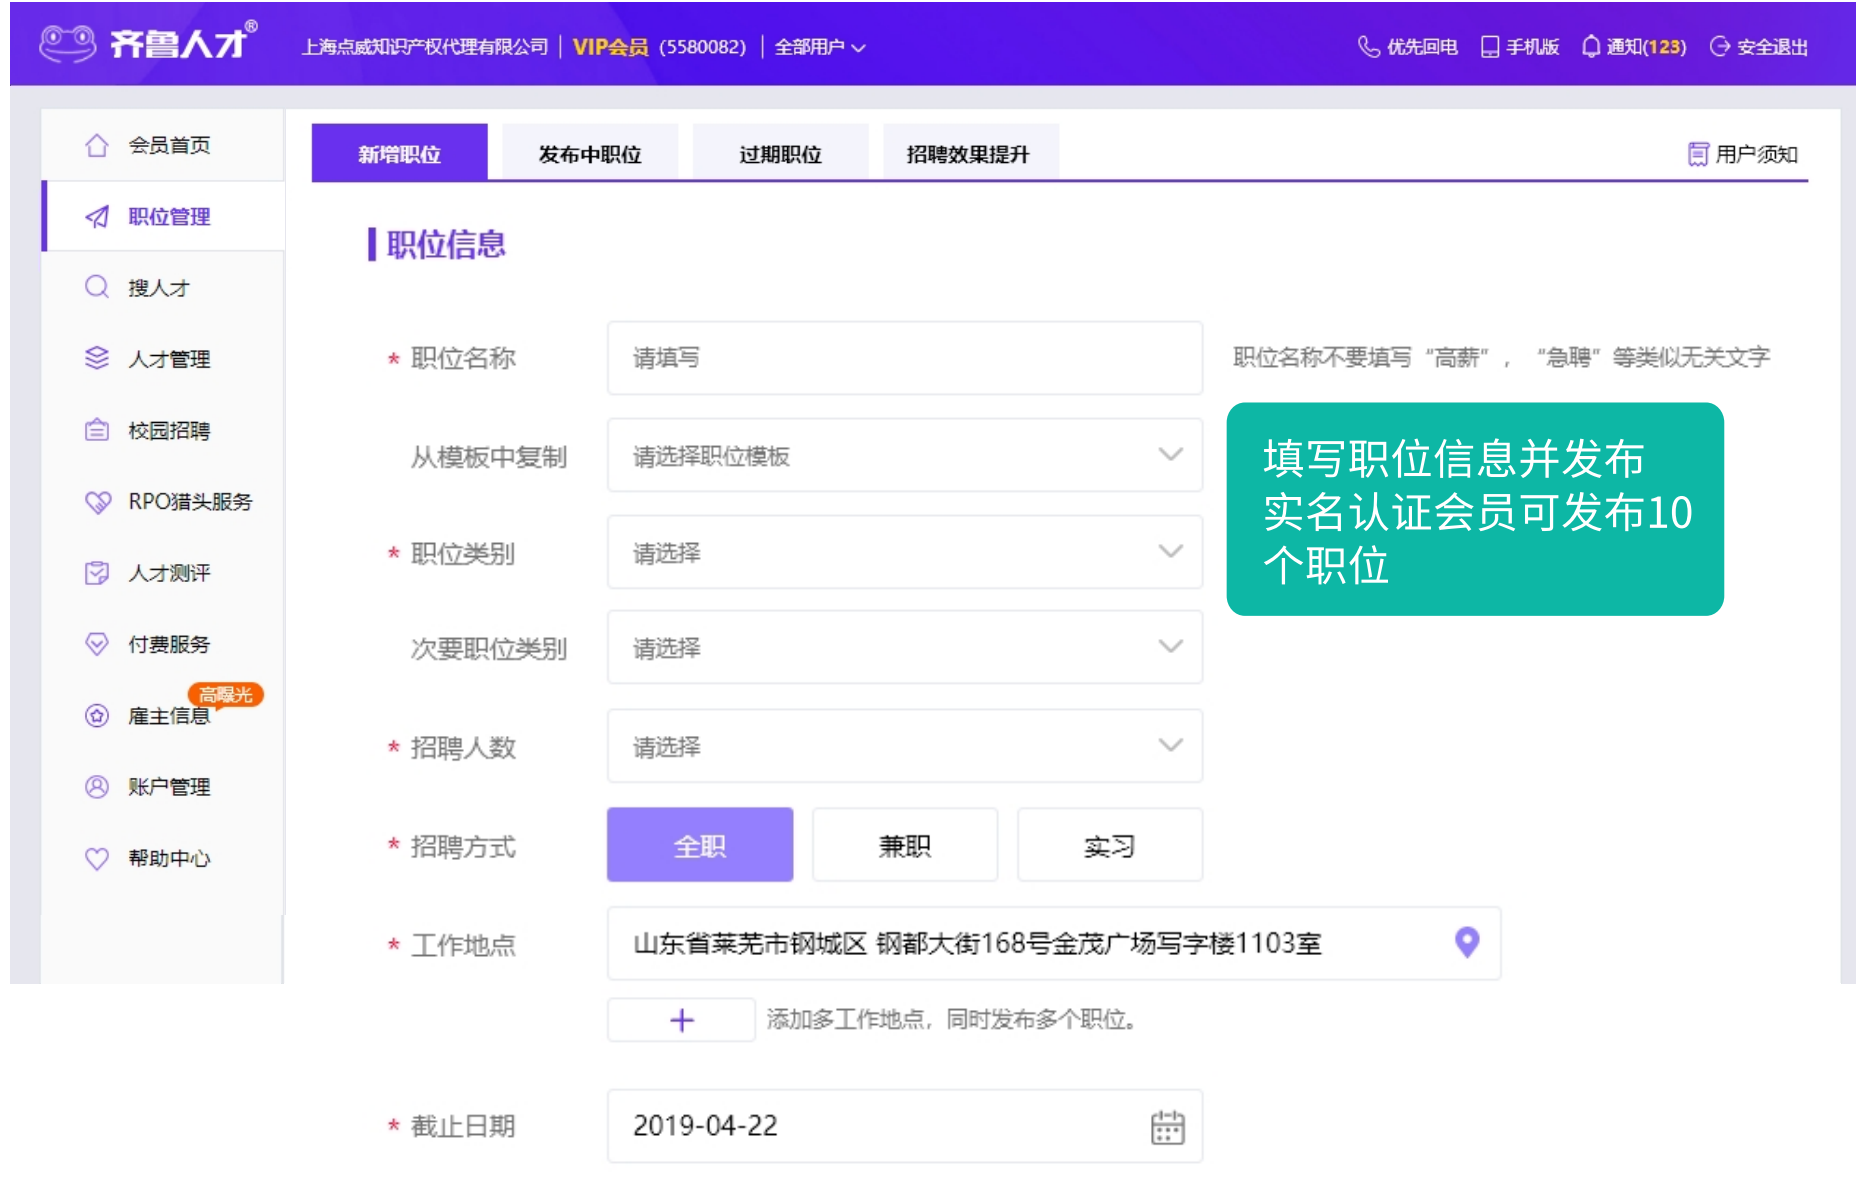 齐鲁人才®
上海点威知识产权代理有限公司 | VIP会员 (5580082) | 全部用户
优先回电 手机版 通知(123) 安全退出
会员首页
职位管理
搜人才
人才管理
校园招聘
RPO猎头服务
人才测评
付费服务
高曝光
雇主信息
账户管理
帮助中心
新增职位 发布中职位 过期职位 招聘效果提升
用户须知
职位信息
* 职位名称 请填写 职位名称不要填写“高薪”，“急聘”等类似无关文字
从模板中复制 请选择职位模板
填写职位信息并发布
实名认证会员可发布10
个职位
* 职位类别 请选择
次要职位类别 请选择
* 招聘人数 请选择
* 招聘方式 全职 兼职 实习
* 工作地点 山东省莱芜市钢城区 钢都大街168号金茂广场写字楼1103室
+ 添加多工作地点，同时发布多个职位。
* 截止日期 2019-04-22